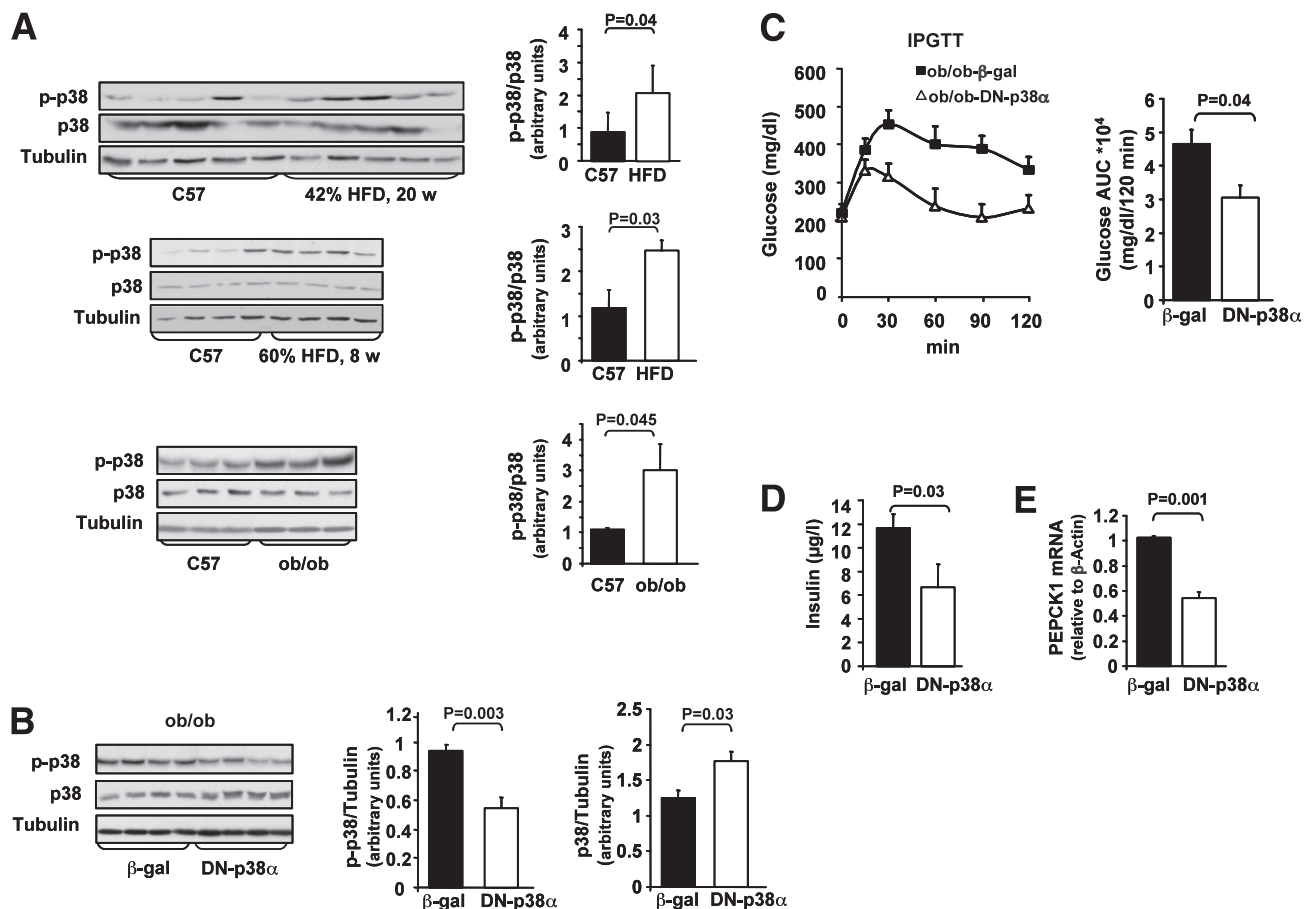 A
p-p38
p38
Tubulin
C57
42% HFD, 20 w
P=0.04
p-p38/p38
(arbitrary units)
4
3
2
1
0
C57 HFD
p-p38
p38
Tubulin
C57
60% HFD, 8 w
P=0.03
p-p38/p38
(arbitrary units)
3
2
1
0
C57 HFD
p-p38
p38
Tubulin
C57
ob/ob
P=0.045
p-p38/p38
(arbitrary units)
4
3
2
1
0
C57 ob/ob
B
ob/ob
p-p38
p38
Tubulin
β-gal
DN-p38α
P=0.003
p-p38/Tubulin
(arbitrary units)
1.2
1
0.8
0.6
0.4
0.2
0
β-gal DN-p38α
P=0.03
p38/Tubulin
(arbitrary units)
2.5
2
1.5
1
0.5
0
β-gal DN-p38α
C
IPGTT
ob/ob-β-gal
ob/ob-DN-p38α
Glucose (mg/dl)
600
500
400
300
200
100
0
0 30 60 90 120
min
P=0.04
Glucose AUC *10⁴
(mg/dl/120 min)
6
5
4
3
2
1
0
β-gal DN-p38α
D
P=0.03
Insulin (µg/l)
14
12
10
8
6
4
2
0
β-gal DN-p38α
E
P=0.001
PEPCK1 mRNA
(relative to β-Actin)
1.2
1
0.8
0.6
0.4
0.2
0
β-gal DN-p38α